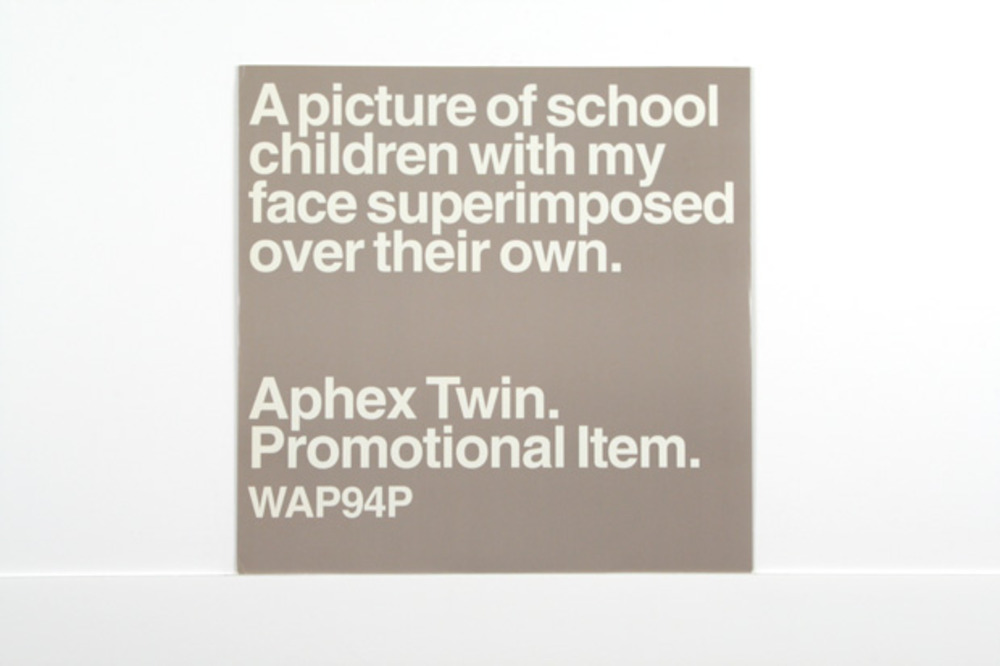 A picture of school
children with my
face superimposed
over their own.
Aphex Twin.
Promotional Item.
WAP94P